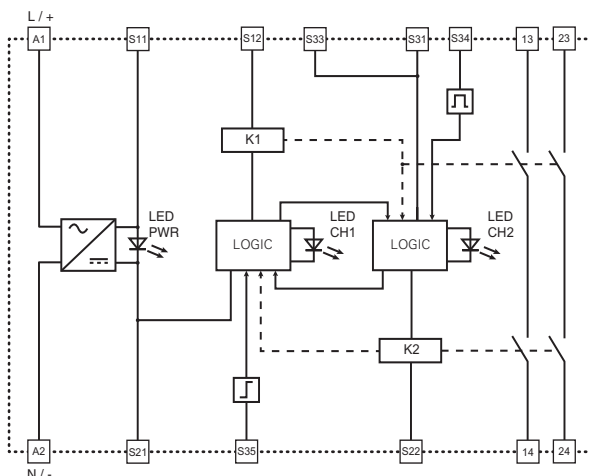 L / +
A1 S11 S12 S33 S31 S34 13 23
K1
LED
PWR
LOGIC
LED
CH1
LOGIC
LED
CH2
K2
A2 S21 S35 S22 14 24
N / -